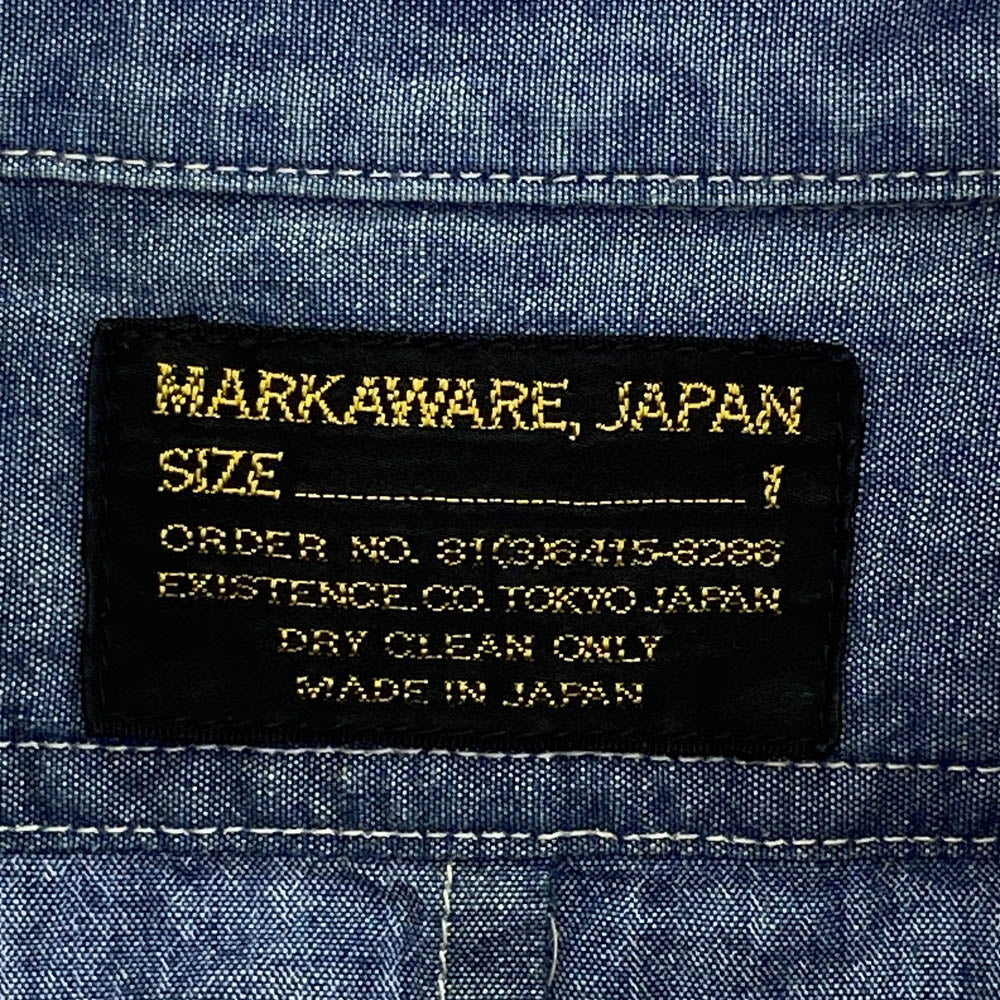 MARKAWARE, JAPAN
SIZE 1
ORDER NO. 81(3)6415-8286
EXISTENCE.CO. TOKYO JAPAN
DRY CLEAN ONLY
MADE IN JAPAN